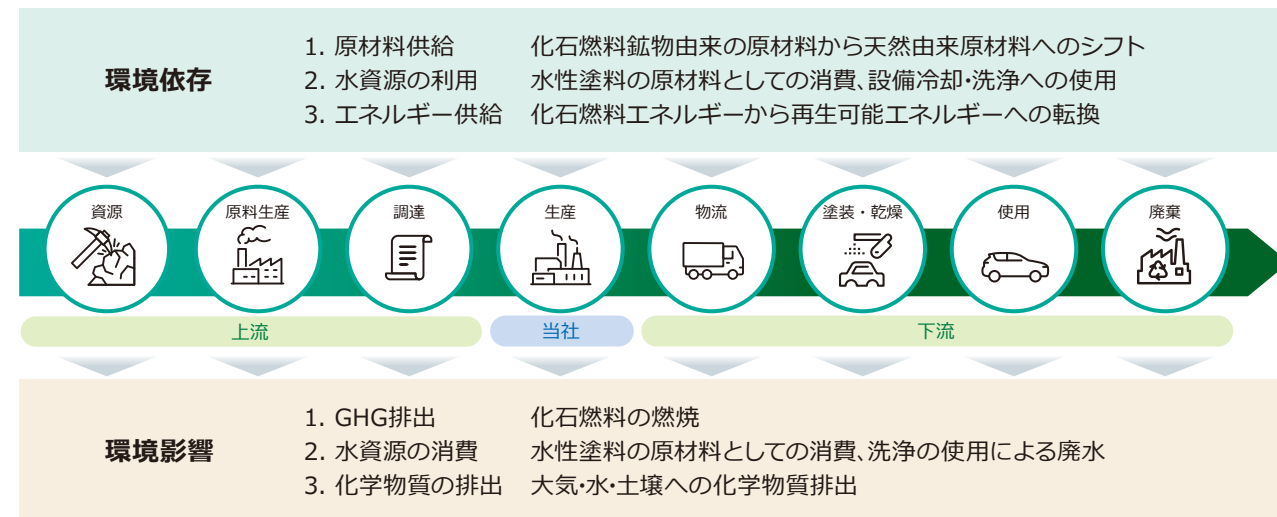 環境依存
1. 原材料供給 化石燃料鉱物由来の原材料から天然由来原材料へのシフト
2. 水資源の利用 水性塗料の原材料としての消費、設備冷却・洗浄への使用
3. エネルギー供給 化石燃料エネルギーから再生可能エネルギーへの転換
資源 原料生産 調達 生産 物流 塗装・乾燥 使用 廃棄
上流 当社 下流
環境影響
1. GHG排出 化石燃料の燃焼
2. 水資源の消費 水性塗料の原材料としての消費、洗浄の使用による廃水
3. 化学物質の排出 大気・水・土壌への化学物質排出